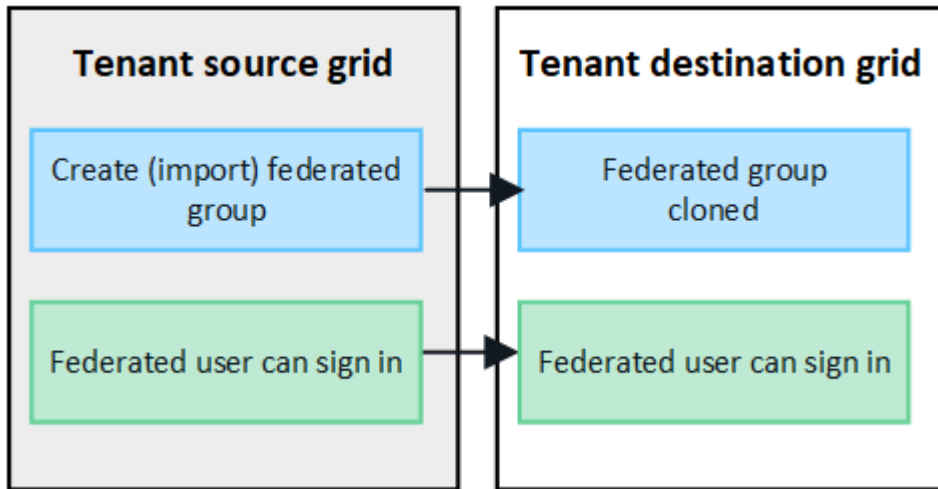 Tenant source grid
Create (import) federated
group
Federated user can sign in
Tenant destination grid
Federated group
cloned
Federated user can sign in